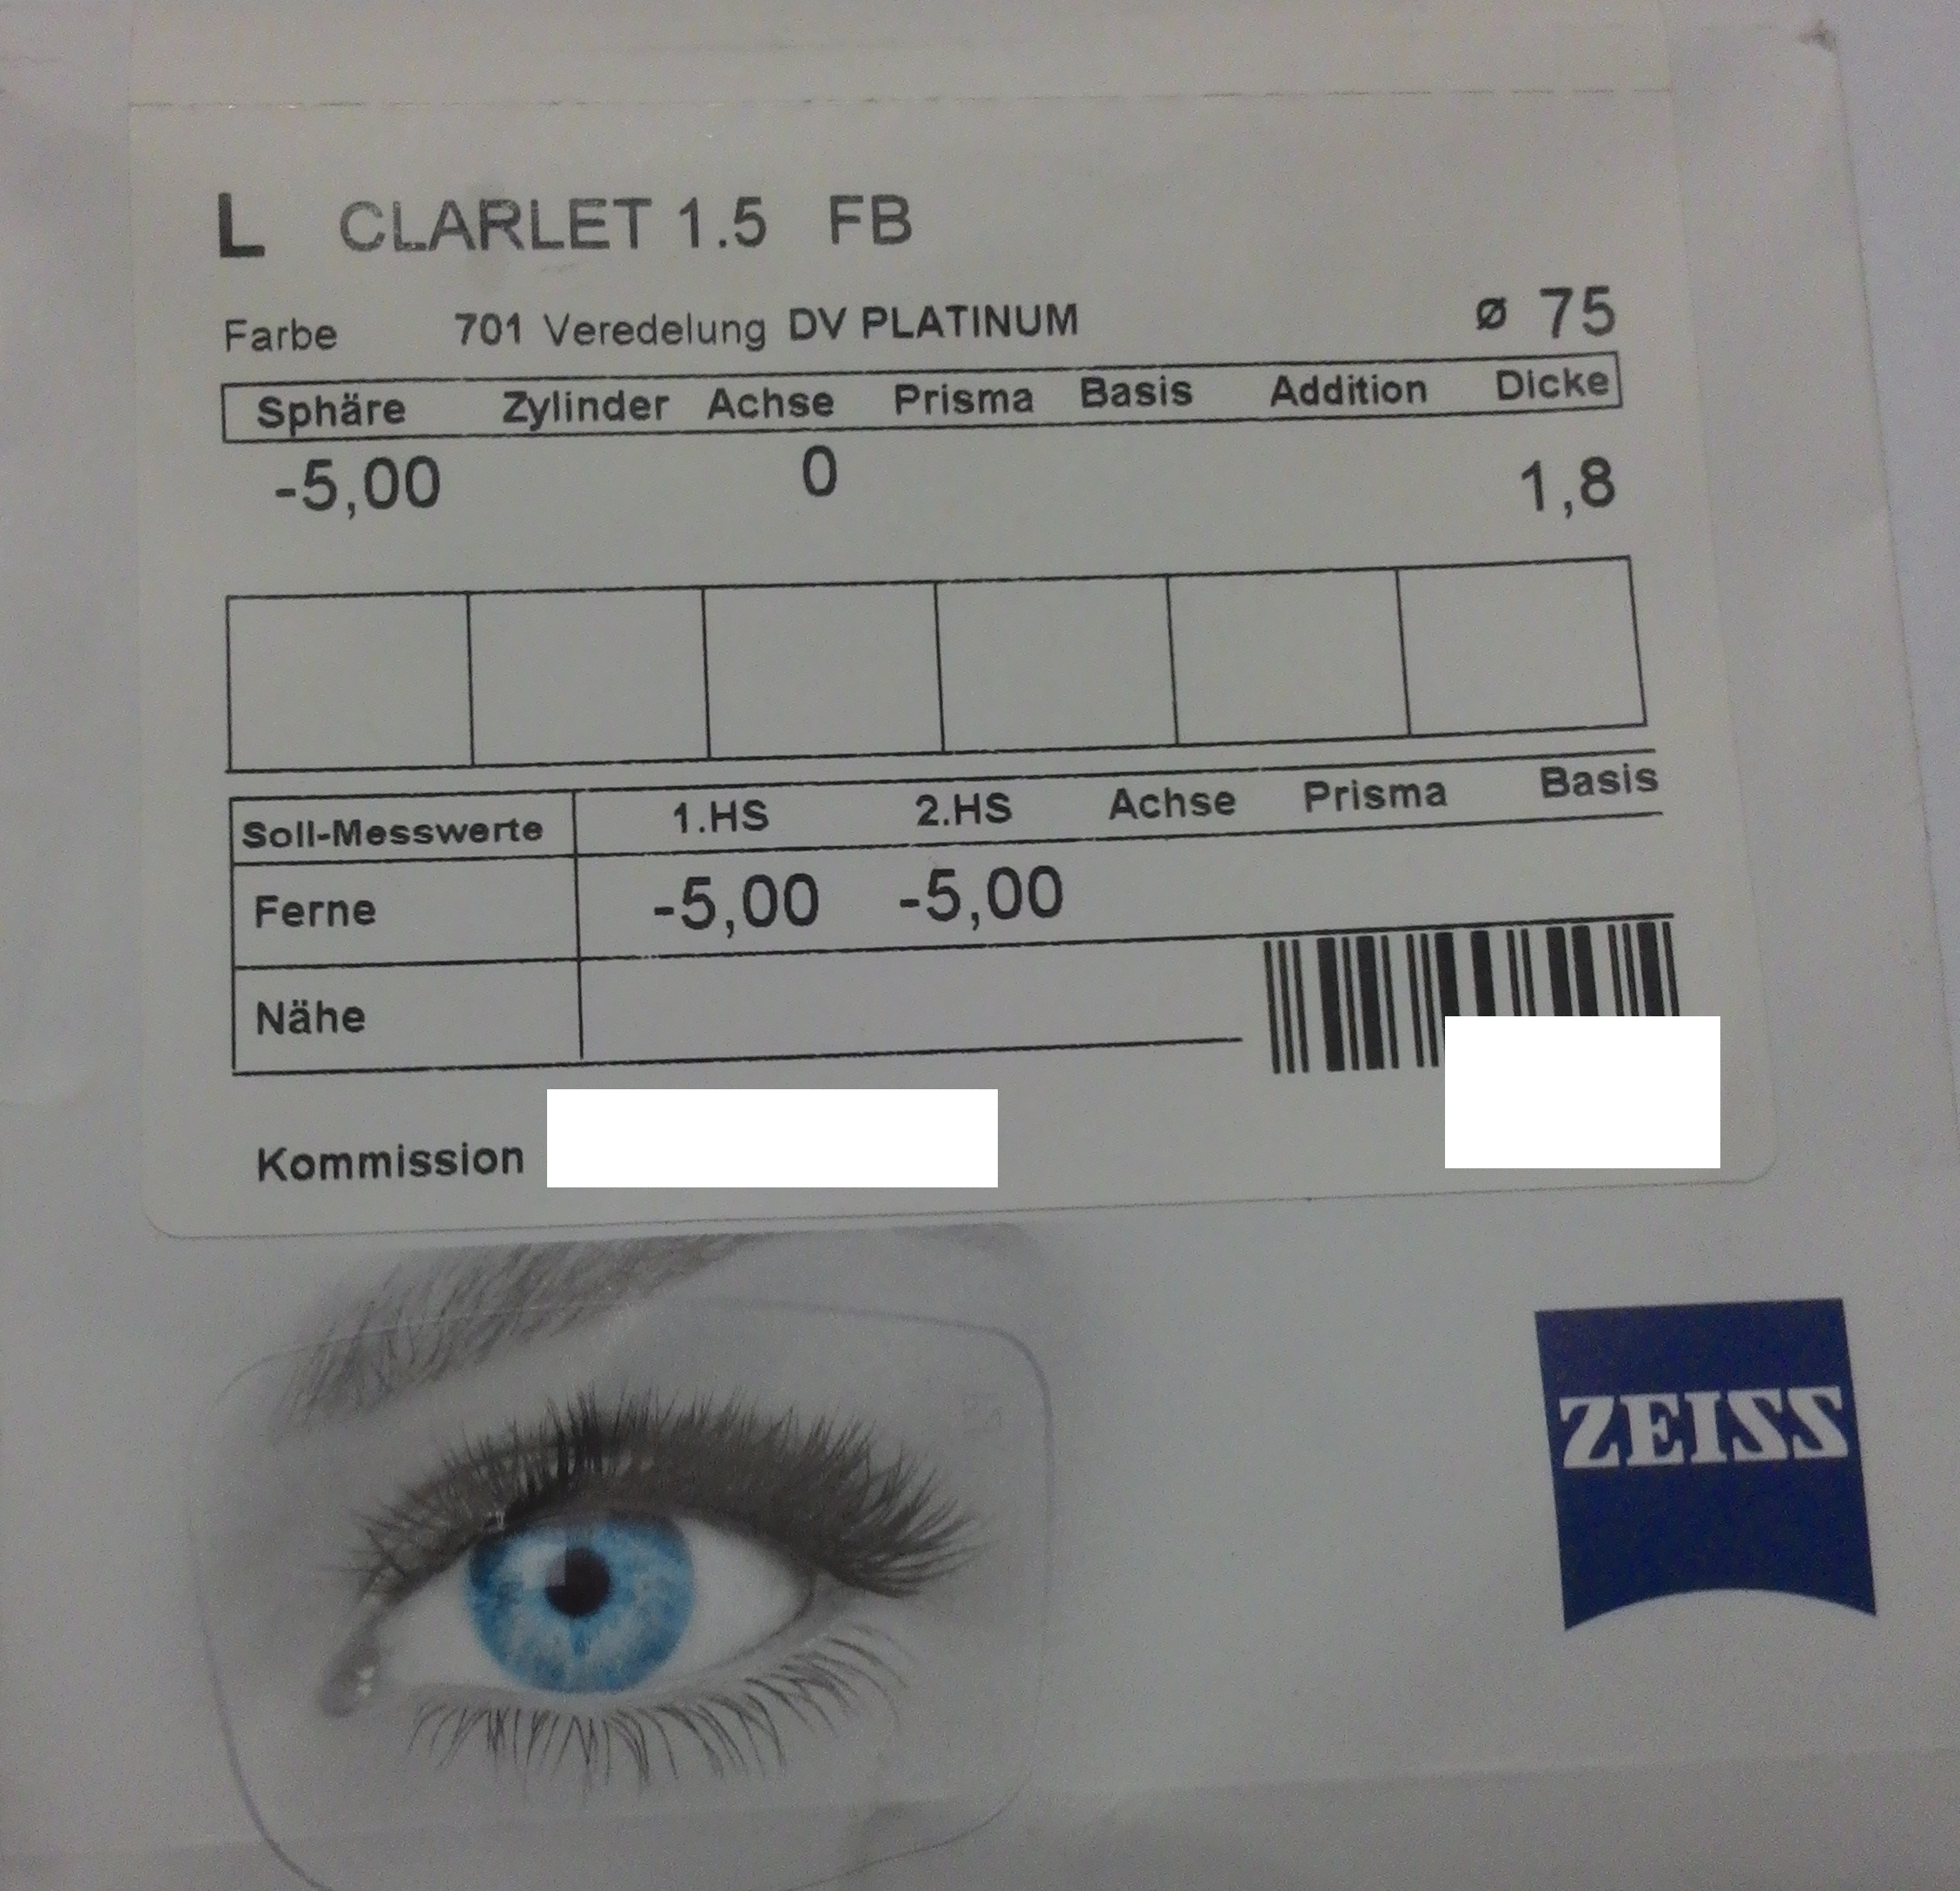 L CLARLET 1.5 FB
Farbe 701 Veredelung DV PLATINUM ø 75
Sphäre Zylinder Achse Prisma Basis Addition Dicke
-5,00 0 1,8
Soll-Messwerte 1.HS 2.HS Achse Prisma Basis
Ferne -5,00 -5,00
Nähe
Kommission
ZEISS